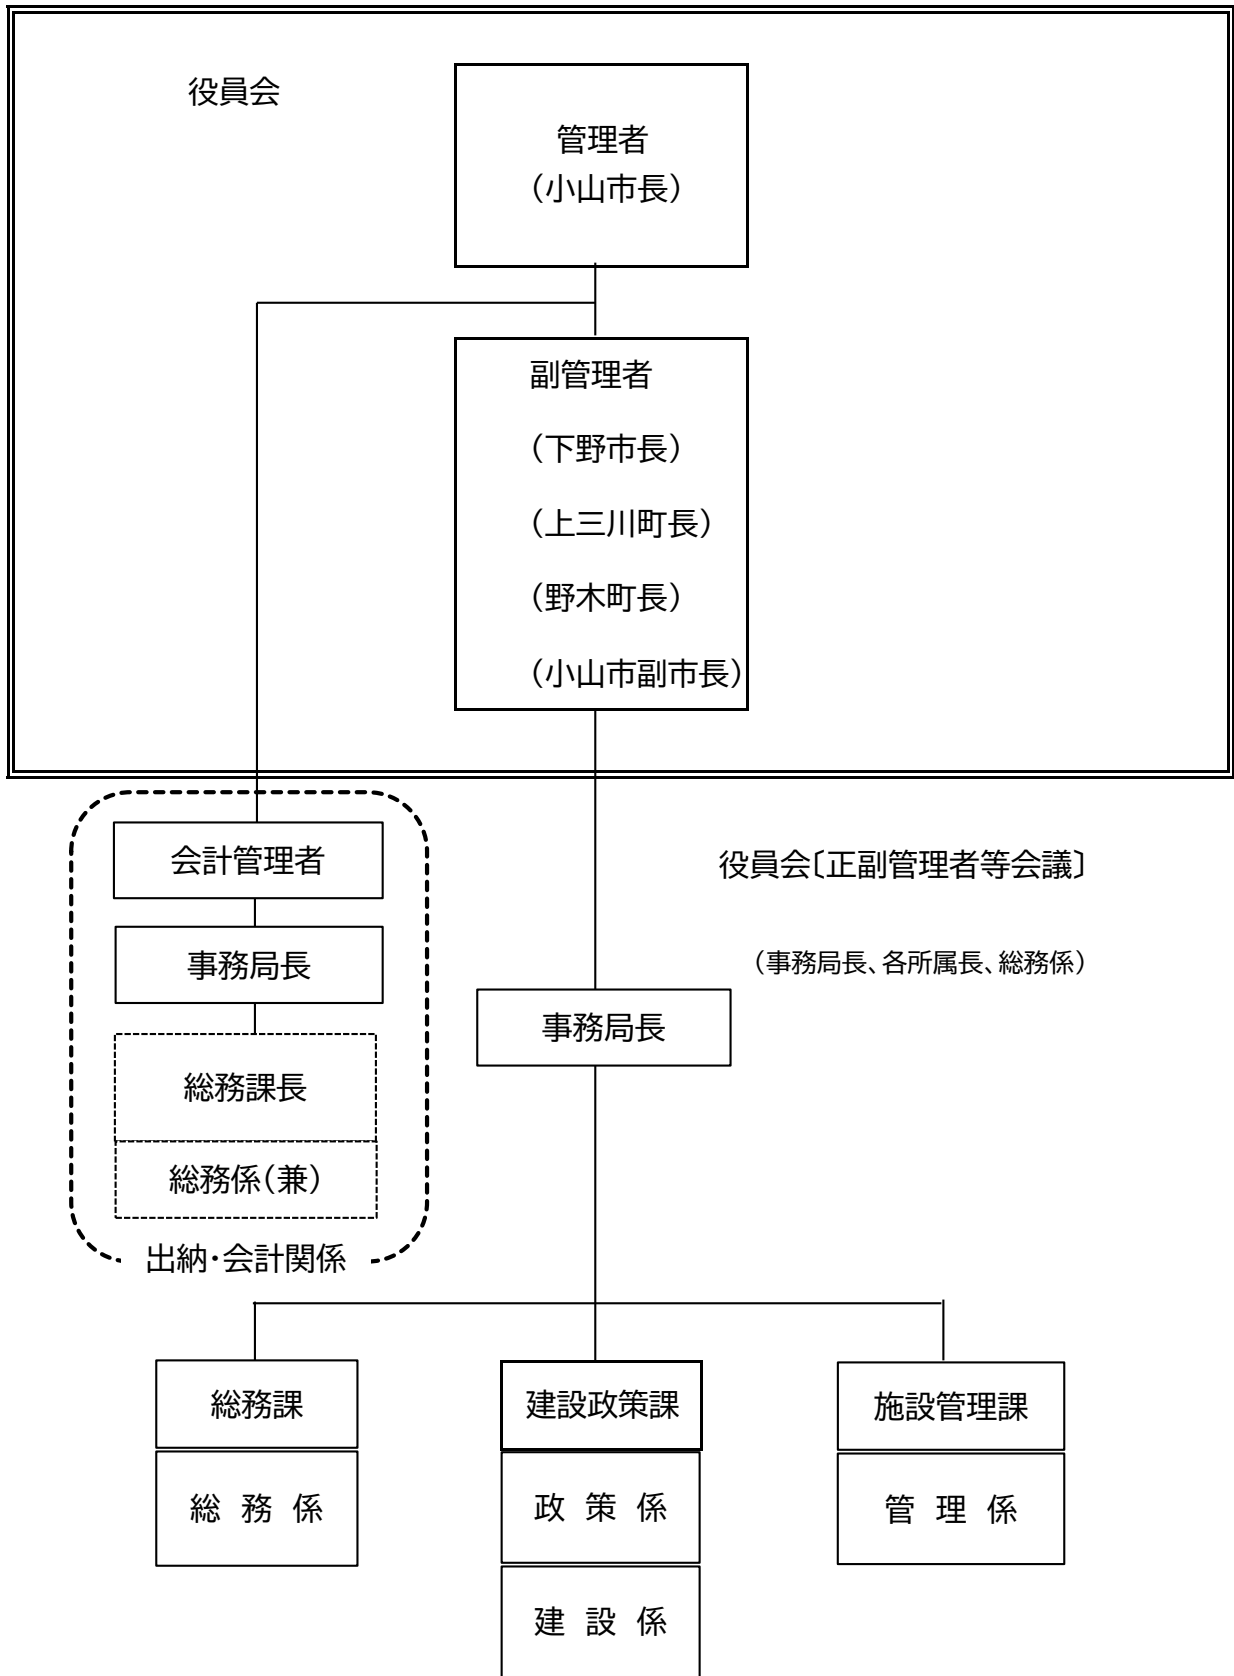 役員会
管理者
（小山市長）
副管理者
（下野市長）
（上三川町長）
（野木町長）
（小山市副市長）
会計管理者
役員会〔正副管理者等会議〕
事務局長
（事務局長、各所属長、総務係）
事務局長
総務課長
総務係（兼）
出納・会計関係
総務課
建設政策課
施設管理課
総 務 係
政 策 係
管 理 係
建 設 係